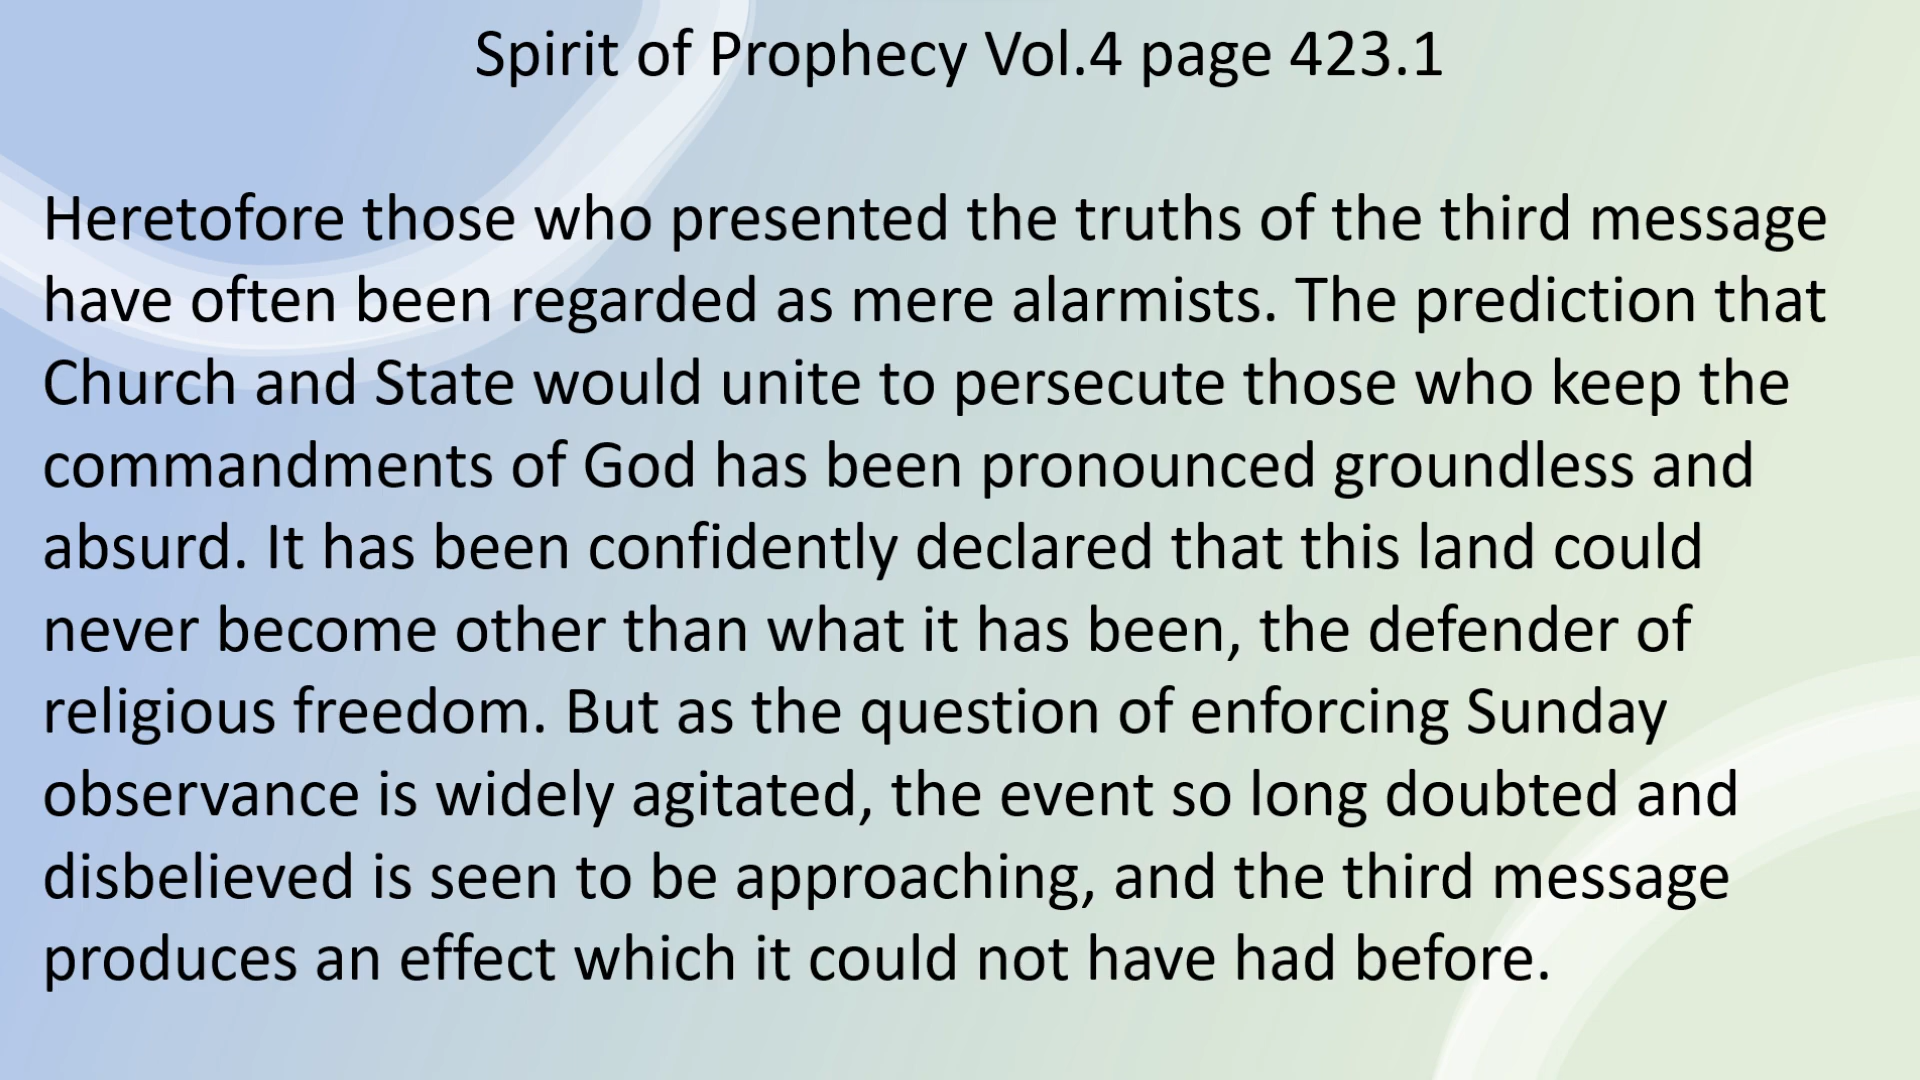 Spirit of Prophecy Vol.4 page 423.1
Heretofore those who presented the truths of the third message
have often been regarded as mere alarmists. The prediction that
Church and State would unite to persecute those who keep the
commandments of God has been pronounced groundless and
absurd. It has been confidently declared that this land could
never become other than what it has been, the defender of
religious freedom. But as the question of enforcing Sunday
observance is widely agitated, the event so long doubted and
disbelieved is seen to be approaching, and the third message
produces an effect which it could not have had before.